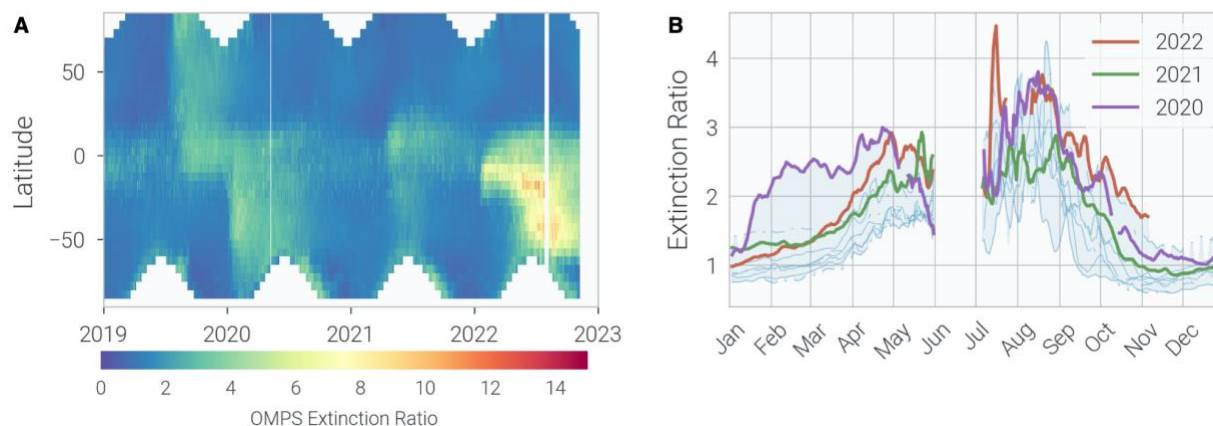 A
50
0
−50
Latitude
2019 2020 2021 2022 2023
0 2 4 6 8 10 12 14
OMPS Extinction Ratio
B
4
3
2
1
Extinction Ratio
2022
2021
2020
Jan Feb Mar Apr May Jun Jul Aug Sep Oct Nov Dec